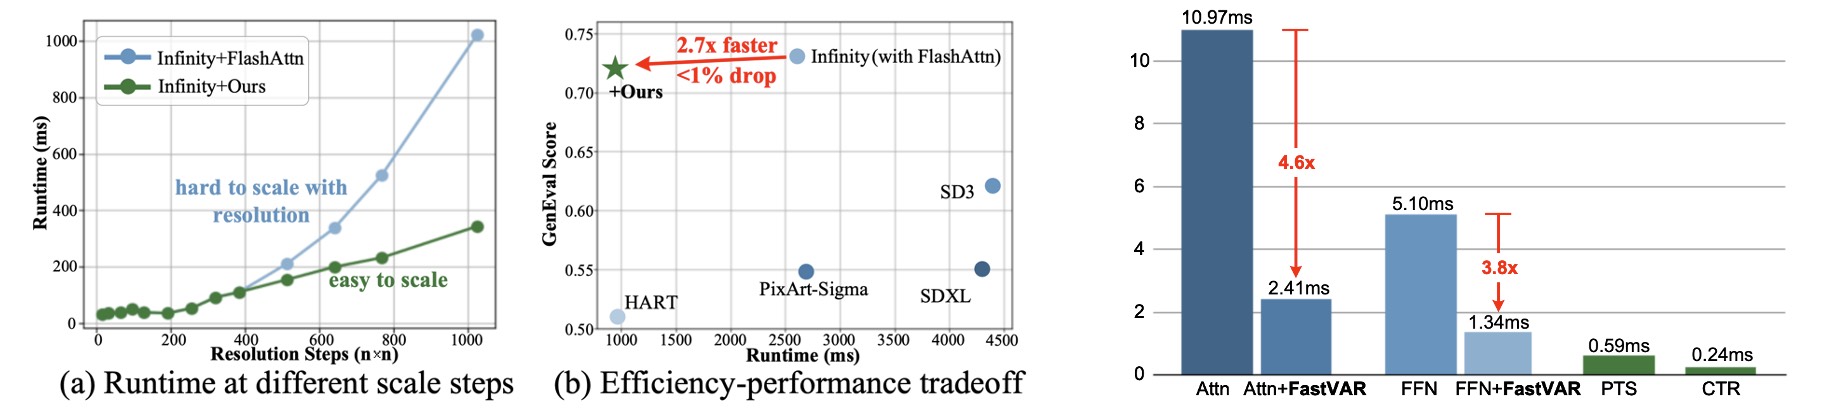 1000
800
600
400
200
0
Runtime (ms)
Infinity+FlashAttn
Infinity+Ours
hard to scale with
resolution
easy to scale
0 200 400 600 800 1000
Resolution Steps (n×n)
(a) Runtime at different scale steps
0.75
0.70
0.65
0.60
0.55
0.50
GenEval Score
2.7x faster
<1% drop
Infinity(with FlashAttn)
+Ours
SD3
PixArt-Sigma
SDXL
HART
1000 1500 2000 2500 3000 3500 4000 4500
Runtime (ms)
(b) Efficiency-performance tradeoff
10
8
6
4
2
0
10.97ms
4.6x
2.41ms
5.10ms
3.8x
1.34ms
0.59ms
0.24ms
Attn Attn+FastVAR FFN FFN+FastVAR PTS CTR